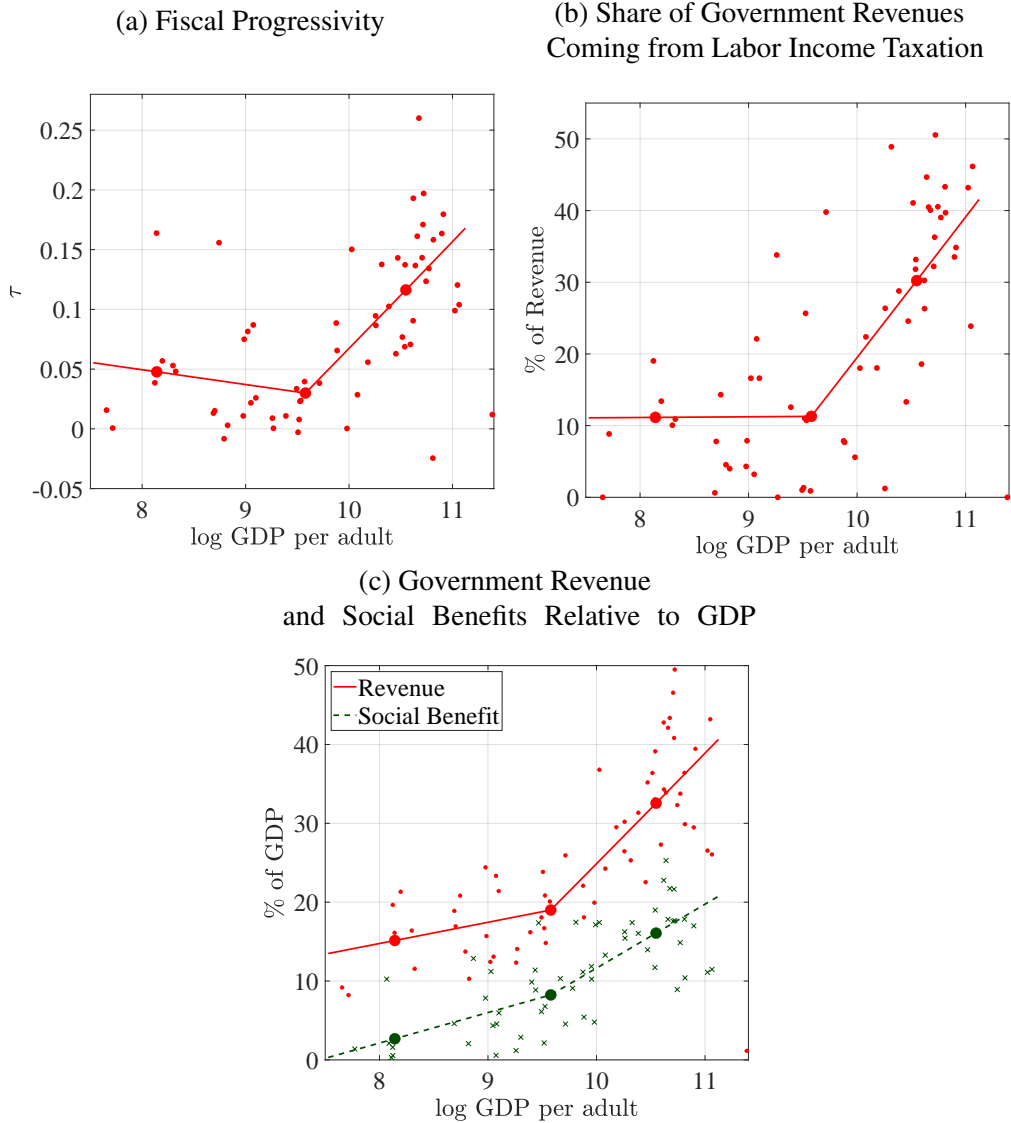 (a) Fiscal Progressivity
(b) Share of Government Revenues
Coming from Labor Income Taxation
0.25
0.2
0.15
0.1
0.05
0
-0.05
τ
8 9 10 11
log GDP per adult
50
40
30
20
10
0
% of Revenue
8 9 10 11
log GDP per adult
(c) Government Revenue
and Social Benefits Relative to GDP
50
40
30
20
10
0
% of GDP
Revenue
Social Benefit
8 9 10 11
log GDP per adult